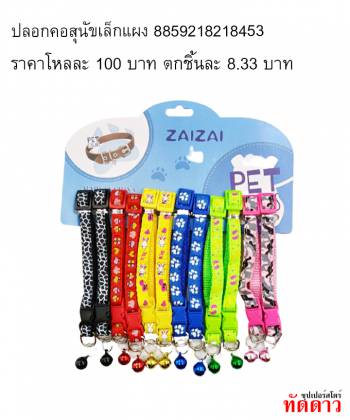 ปลอกคอสุนัขเล็กแผง 8859218218453
ราคาโหลละ 100 บาท ตกชิ้นละ 8.33 บาท
ZAIZAI
PET
ซุปเปอร์สโตร์
ทัดดาว